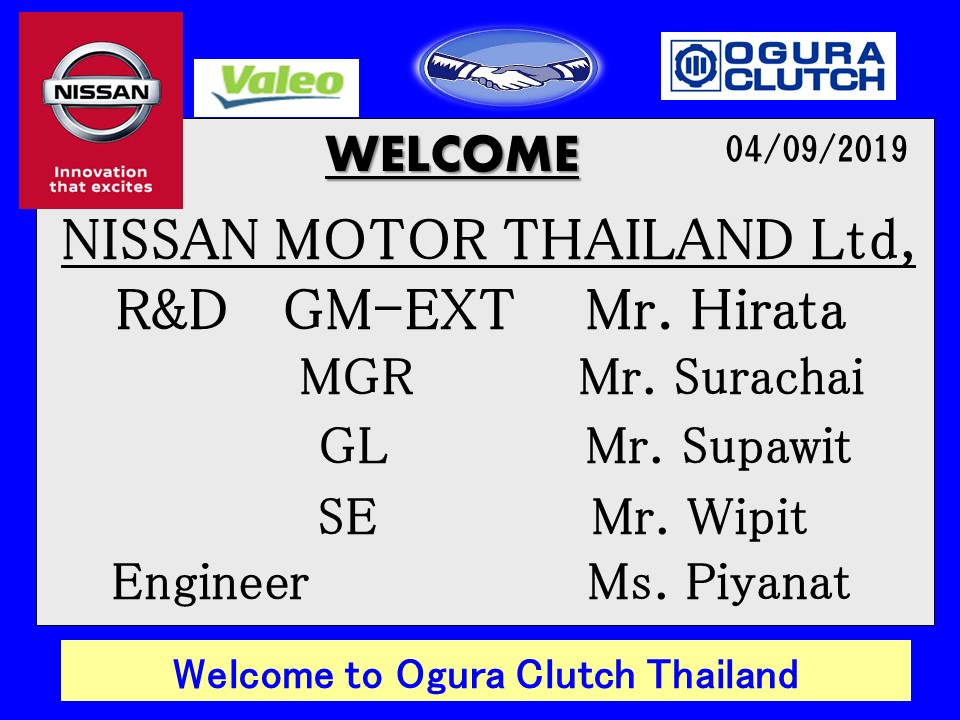 NISSAN
Innovation
that excites
Valeo
OGURA
CLUTCH
WELCOME
04/09/2019
NISSAN MOTOR THAILAND Ltd,
R&D GM-EXT Mr. Hirata
MGR Mr. Surachai
GL Mr. Supawit
SE Mr. Wipit
Engineer Ms. Piyanat
Welcome to Ogura Clutch Thailand